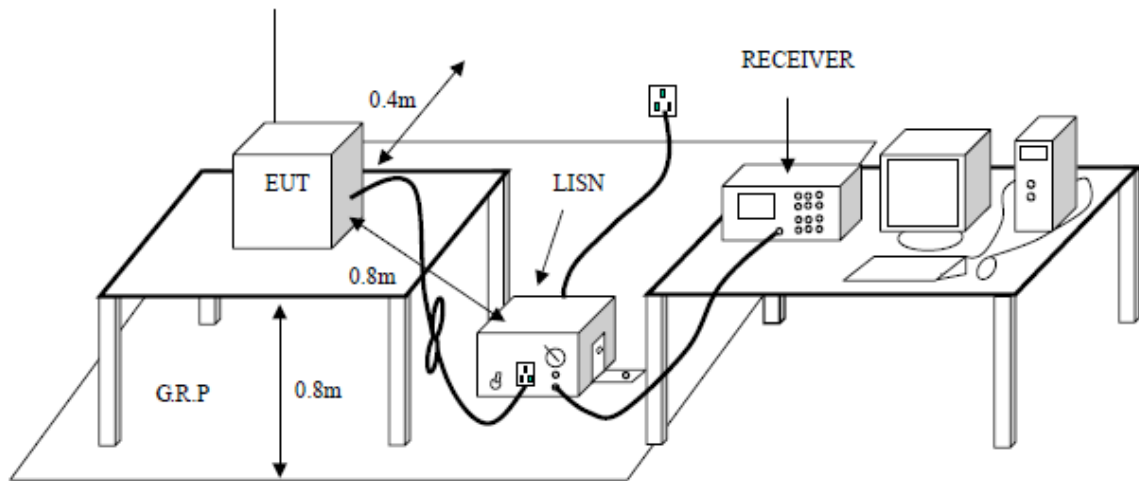 RECEIVER
0.4m
EUT
LISN
0.8m
G.R.P
0.8m